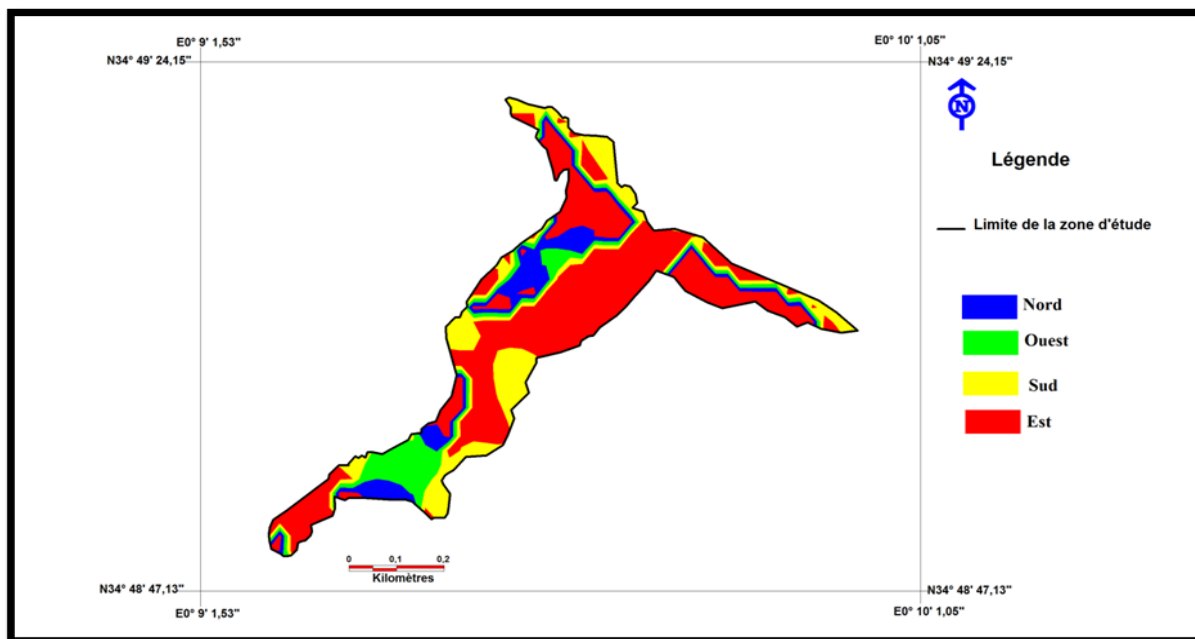 E0° 9' 1,53"
E0° 10' 1,05"
N34° 49' 24,15"
N34° 49' 24,15"
N
Légende
Limite de la zone d'étude
Nord
Ouest
Sud
Est
0 0,1 0,2
Kilomètres
N34° 48' 47,13"
N34° 48' 47,13"
E0° 9' 1,53"
E0° 10' 1,05"